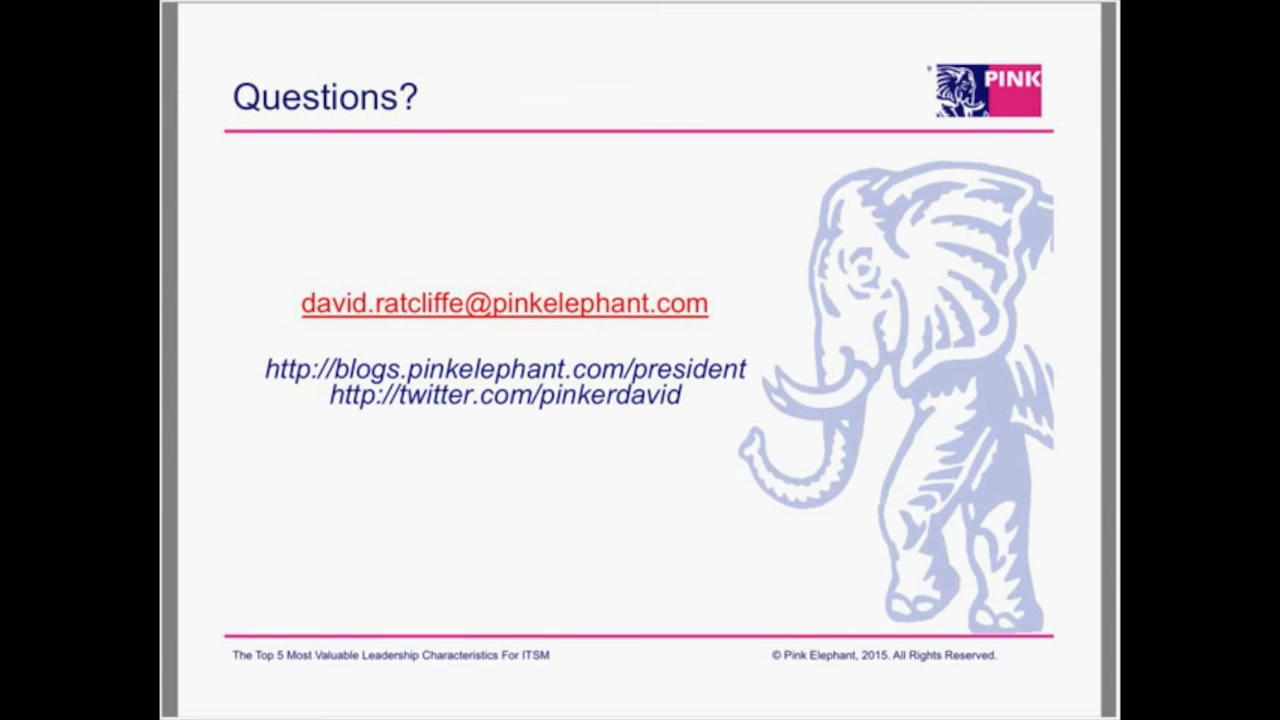 Questions?
PINK
david.ratcliffe@pinkelephant.com
http://blogs.pinkelephant.com/president
http://twitter.com/pinkerdavid
The Top 5 Most Valuable Leadership Characteristics For ITSM
© Pink Elephant, 2015. All Rights Reserved.